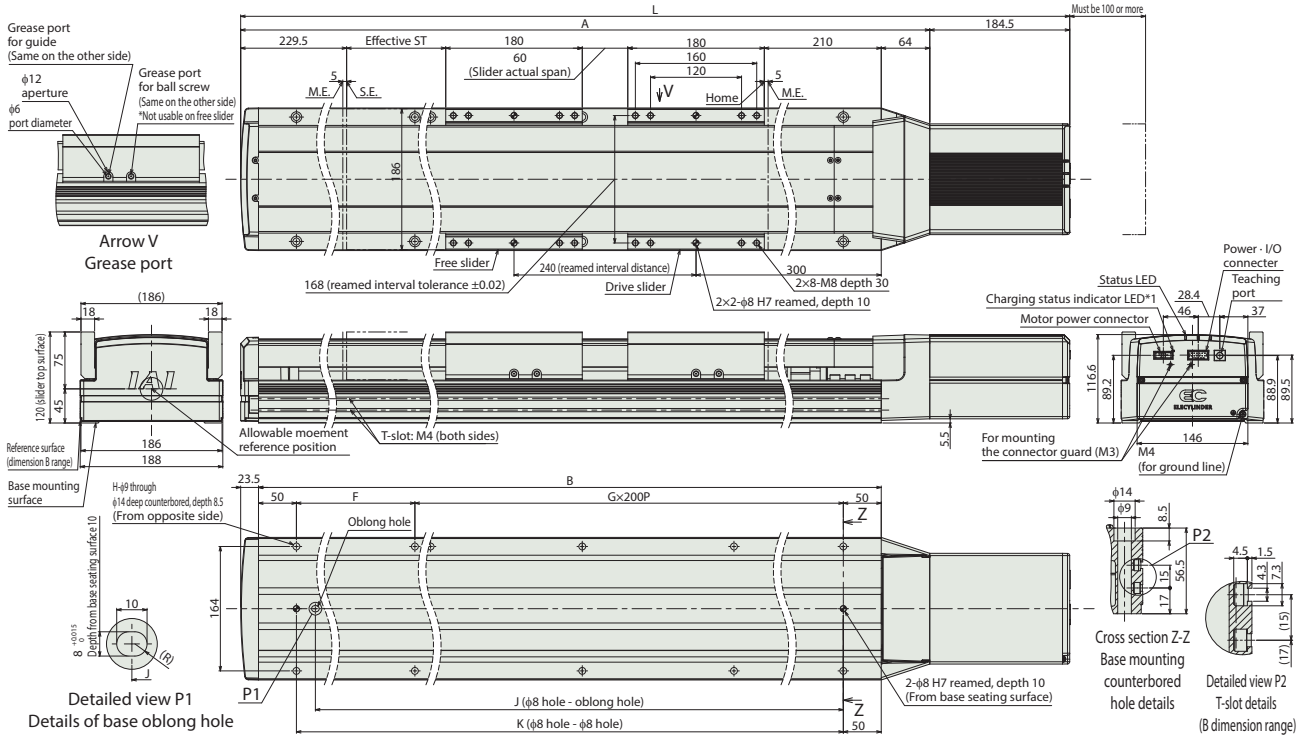 L
Must be 100 or more
A
184.5
229.5
Effective ST
180
180
210
64
60
(Slider actual span)
160
120
5
M.E.
S.E.
V
Home
5
M.E.
Grease port
for guide
(Same on the other side)
φ12
aperture
φ6
port diameter
Grease port
for ball screw
(Same on the other side)
*Not usable on free slider
Arrow V
Grease port
186
Free slider
240 (reamed interval distance)
300
168 (reamed interval tolerance ±0.02)
Drive slider
2×8-M8 depth 30
2×2-φ8 H7 reamed, depth 10
Power · I/O
connecter
Status LED
Teaching
port
Charging status indicator LED*1
28.4
46
37
Motor power connector
(186)
18
18
120 (slider top surface)
75
45
IAI
Reference surface
(dimension B range)
186
188
Base mounting
surface
Allowable moement
reference position
T-slot: M4 (both sides)
5.5
116.6
89.2
88.9
89.5
EC
ELECYLINDER
For mounting
the connector guard (M3)
146
M4
(for ground line)
23.5
B
H-φ9 through
φ14 deep counterbored, depth 8.5
(From opposite side)
50
F
G×200P
50
Z
Oblong hole
164
P1
J (φ8 hole - oblong hole)
K (φ8 hole - φ8 hole)
Z
50
2-φ8 H7 reamed, depth 10
(From base seating surface)
8 +0.015 0
Depth from base seating surface 10
10
(R)
J
Detailed view P1
Details of base oblong hole
φ14
φ9
8.5
P2
15
17
56.5
Cross section Z-Z
Base mounting
counterbored
hole details
4.5
1.5
4.3
7.3
(15)
(17)
Detailed view P2
T-slot details
(B dimension range)